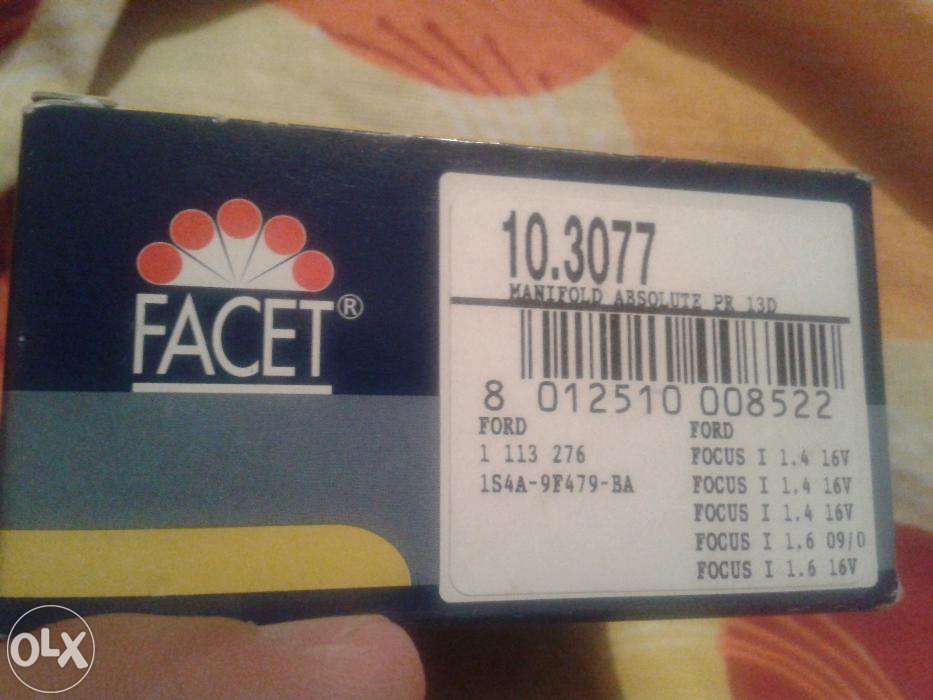 FACET®
10.3077
MANIFOLD ABSOLUTE PR 13D
8 012510 008522
FORD
1 113 276
1S4A-9F479-BA
FORD
FOCUS I 1.4 16V
FOCUS I 1.4 16V
FOCUS I 1.4 16V
FOCUS I 1.6 09/0
FOCUS I 1.6 16V
OLX